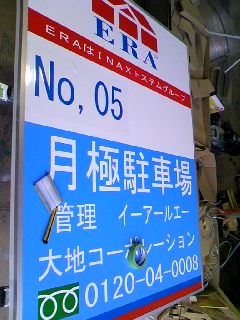 ERA
ERAはINAXトステムグループ
No,05
月極駐車場
管理 イーアールエー
大地コーポレーション
0120-04-0008